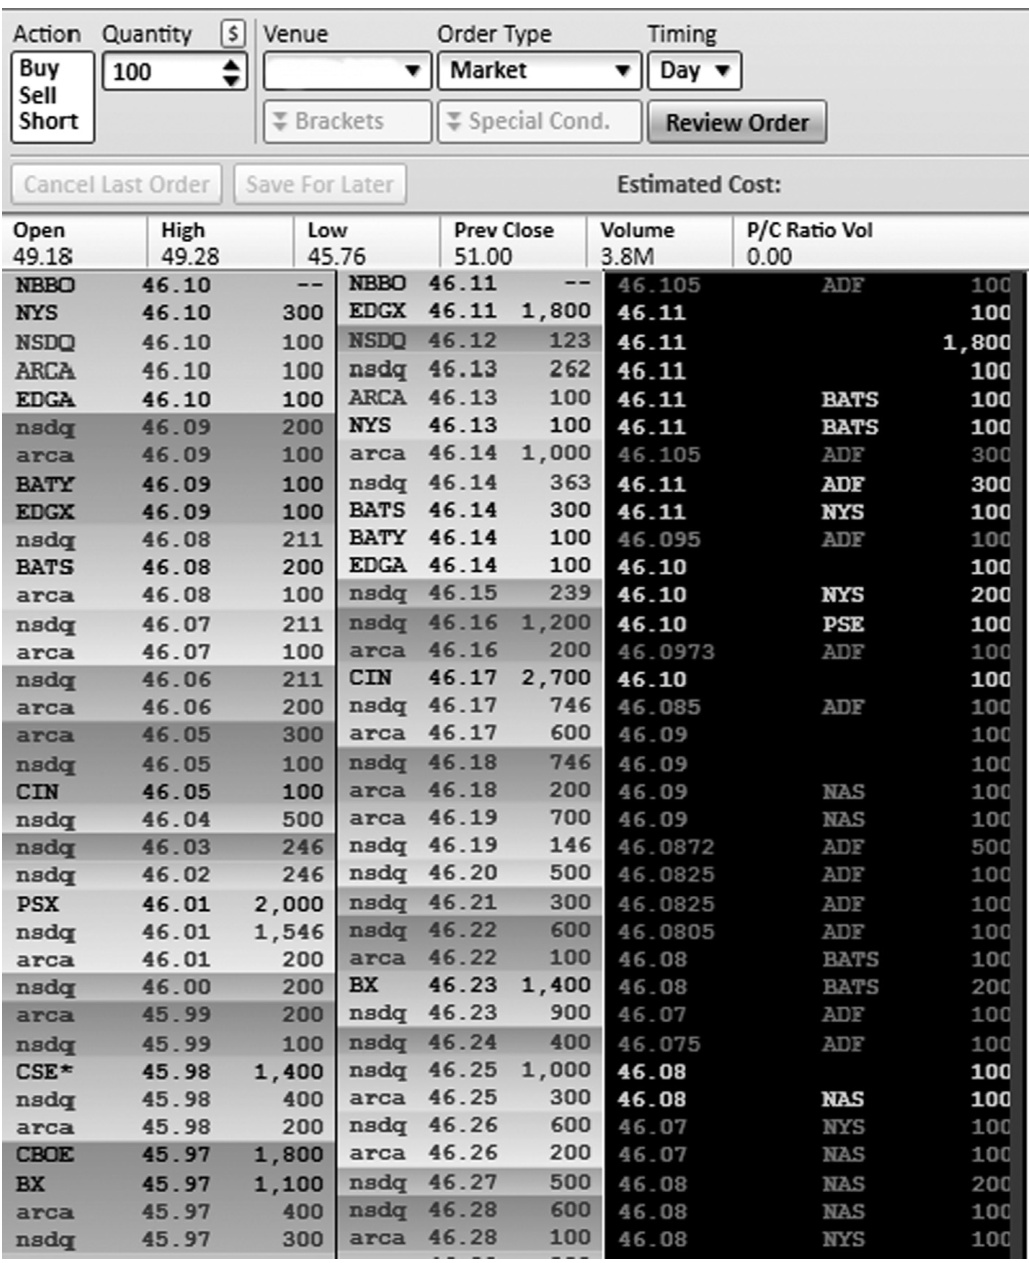 Action Quantity $ Venue Order Type Timing
Buy
Sell
Short
100 Market Day
Brackets Special Cond. Review Order
Cancel Last Order Save For Later Estimated Cost:
Open High Low Prev Close Volume P/C Ratio Vol
49.18 49.28 45.76 51.00 3.8M 0.00
NBBO 46.10 -- NBBO 46.11 -- 46.105 ADF 100
NYS 46.10 300 EDGX 46.11 1,800 46.11 100
NSDQ 46.10 100 NSDQ 46.12 123 46.11 1,800
ARCA 46.10 100 nsdq 46.13 262 46.11 100
EDGA 46.10 100 ARCA 46.13 100 46.11 BATS 100
nsdq 46.09 200 NYS 46.13 100 46.11 BATS 100
arca 46.09 100 arca 46.14 1,000 46.105 ADF 300
BATY 46.09 100 nsdq 46.14 363 46.11 ADF 300
EDGX 46.09 100 BATS 46.14 300 46.11 NYS 100
nsdq 46.08 211 BATY 46.14 100 46.095 ADF 100
BATS 46.08 200 EDGA 46.14 100 46.10 100
arca 46.08 100 nsdq 46.15 239 46.10 NYS 200
nsdq 46.07 211 nsdq 46.16 1,200 46.10 PSE 100
arca 46.07 100 arca 46.16 200 46.0973 ADF 100
nsdq 46.06 211 CIN 46.17 2,700 46.10 100
arca 46.06 200 nsdq 46.17 746 46.085 ADF 100
arca 46.05 300 arca 46.17 600 46.09 100
nsdq 46.05 100 nsdq 46.18 746 46.09 100
CIN 46.05 100 arca 46.18 200 46.09 NAS 100
nsdq 46.04 500 arca 46.19 700 46.09 NAS 100
nsdq 46.03 246 nsdq 46.19 146 46.0872 ADF 500
nsdq 46.02 246 nsdq 46.20 500 46.0825 ADF 100
PSX 46.01 2,000 nsdq 46.21 300 46.0825 ADF 100
nsdq 46.01 1,546 nsdq 46.22 600 46.0805 ADF 100
arca 46.01 200 arca 46.22 100 46.08 BATS 100
nsdq 46.00 200 BX 46.23 1,400 46.08 BATS 200
arca 45.99 200 nsdq 46.23 900 46.07 ADF 100
nsdq 45.99 100 nsdq 46.24 400 46.075 ADF 100
CSE* 45.98 1,400 nsdq 46.25 1,000 46.08 100
nsdq 45.98 400 arca 46.25 300 46.08 NAS 100
arca 45.98 200 nsdq 46.26 600 46.07 NYS 100
CBOE 45.97 1,800 arca 46.26 200 46.07 NAS 100
BX 45.97 1,100 nsdq 46.27 500 46.08 NAS 200
arca 45.97 400 nsdq 46.28 600 46.08 NAS 100
nsdq 45.97 300 arca 46.28 100 46.08 NYS 100